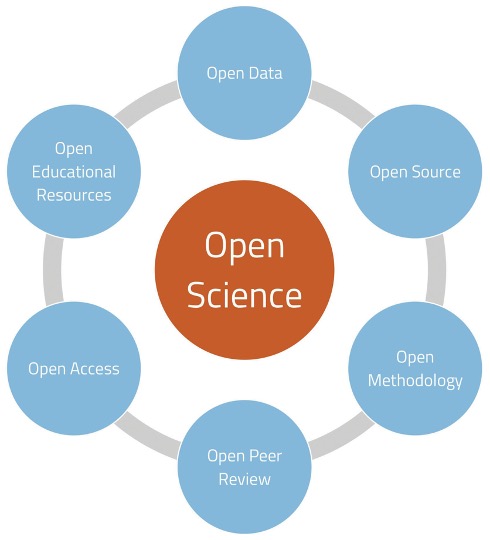 Open Data
Open
Educational
Resources
Open Source
Open
Science
Open Access
Open
Methodology
Open Peer
Review